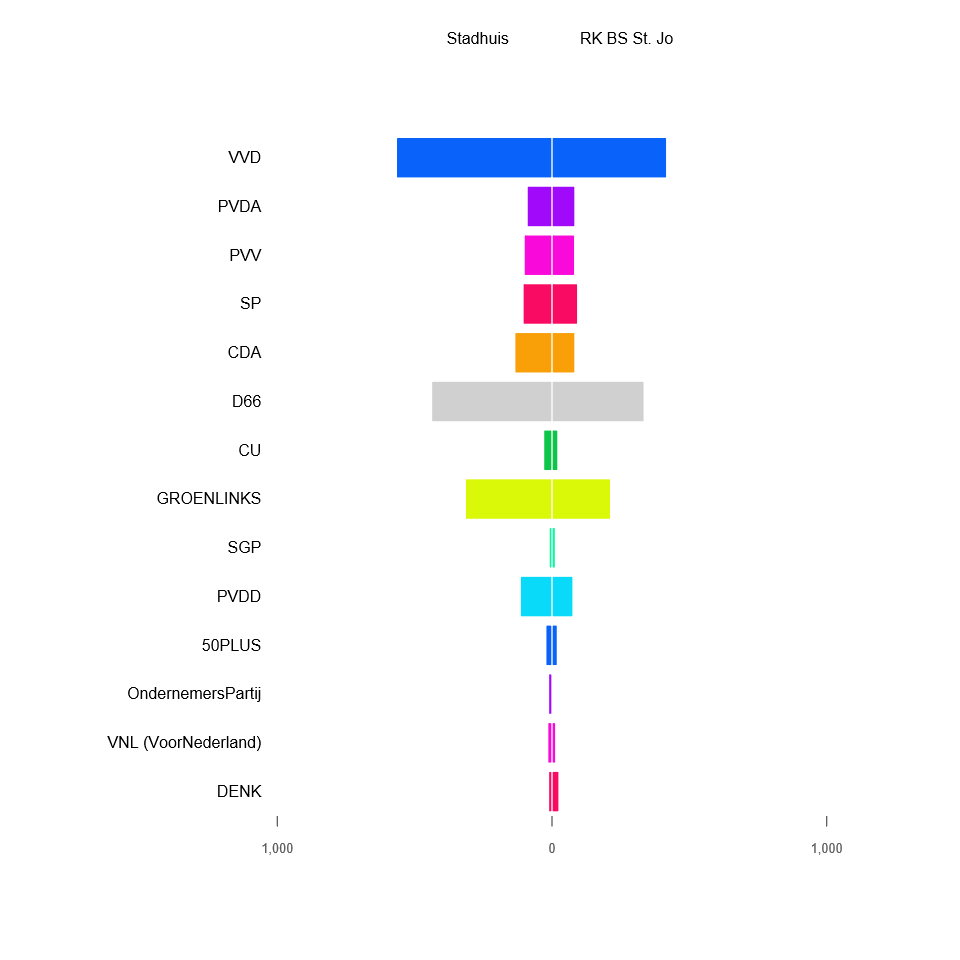 Stadhuis RK BS St. Jo
VVD
PVDA
PVV
SP
CDA
D66
CU
GROENLINKS
SGP
PVDD
50PLUS
OndernemersPartij
VNL (VoorNederland)
DENK
1,000 0 1,000